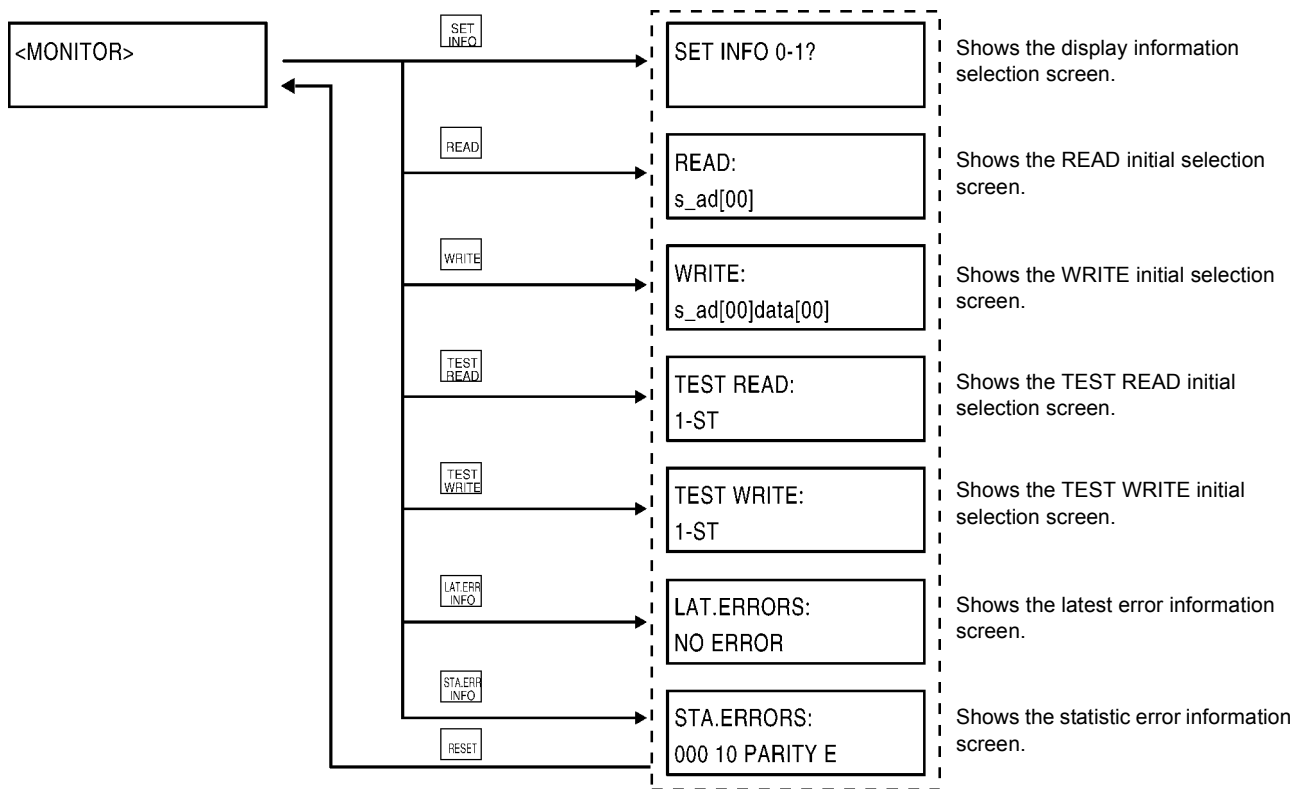 <MONITOR>
SET
INFO
SET INFO 0-1?
Shows the display information
selection screen.
READ
READ:
s_ad[00]
Shows the READ initial selection
screen.
WRITE
WRITE:
s_ad[00]data[00]
Shows the WRITE initial selection
screen.
TEST
READ
TEST READ:
1-ST
Shows the TEST READ initial
selection screen.
TEST
WRITE
TEST WRITE:
1-ST
Shows the TEST WRITE initial
selection screen.
LAT.ERR
INFO
LAT.ERRORS:
NO ERROR
Shows the latest error information
screen.
STA.ERR
INFO
STA.ERRORS:
000 10 PARITY E
Shows the statistic error information
screen.
RESET